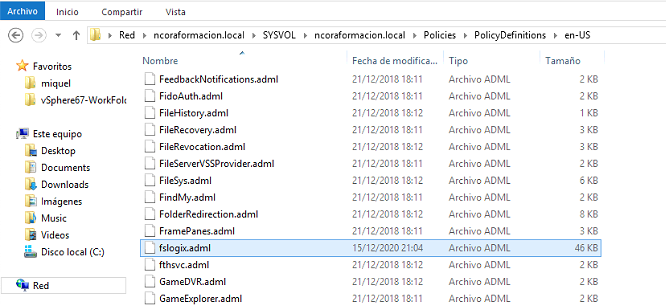 Archivo Inicio Compartir Vista
Red ncoraformacion.local SYSVOL ncoraformacion.local Policies PolicyDefinitions en-US
Favoritos
miquel
vSphere67-WorkFold
Este equipo
Desktop
Documents
Downloads
Imágenes
Music
Videos
Disco local (C:)
Red
Nombre Fecha de modifica... Tipo Tamaño
FeedbackNotifications.adml 21/12/2018 18:11 Archivo ADML 2 KB
FidoAuth.adml 21/12/2018 18:11 Archivo ADML 2 KB
FileHistory.adml 21/12/2018 18:12 Archivo ADML 1 KB
FileRecovery.adml 21/12/2018 18:11 Archivo ADML 3 KB
FileRevocation.adml 21/12/2018 18:12 Archivo ADML 3 KB
FileServerVSSProvider.adml 21/12/2018 18:11 Archivo ADML 2 KB
FileSys.adml 21/12/2018 18:12 Archivo ADML 6 KB
FindMy.adml 21/12/2018 18:11 Archivo ADML 2 KB
FolderRedirection.adml 21/12/2018 18:12 Archivo ADML 8 KB
FramePanes.adml 21/12/2018 18:11 Archivo ADML 3 KB
fslogix.adml 15/12/2020 21:04 Archivo ADML 46 KB
fthsvc.adml 21/12/2018 18:12 Archivo ADML 2 KB
GameDVR.adml 21/12/2018 18:11 Archivo ADML 2 KB
GameExplorer.adml 21/12/2018 18:11 Archivo ADML 3 KB